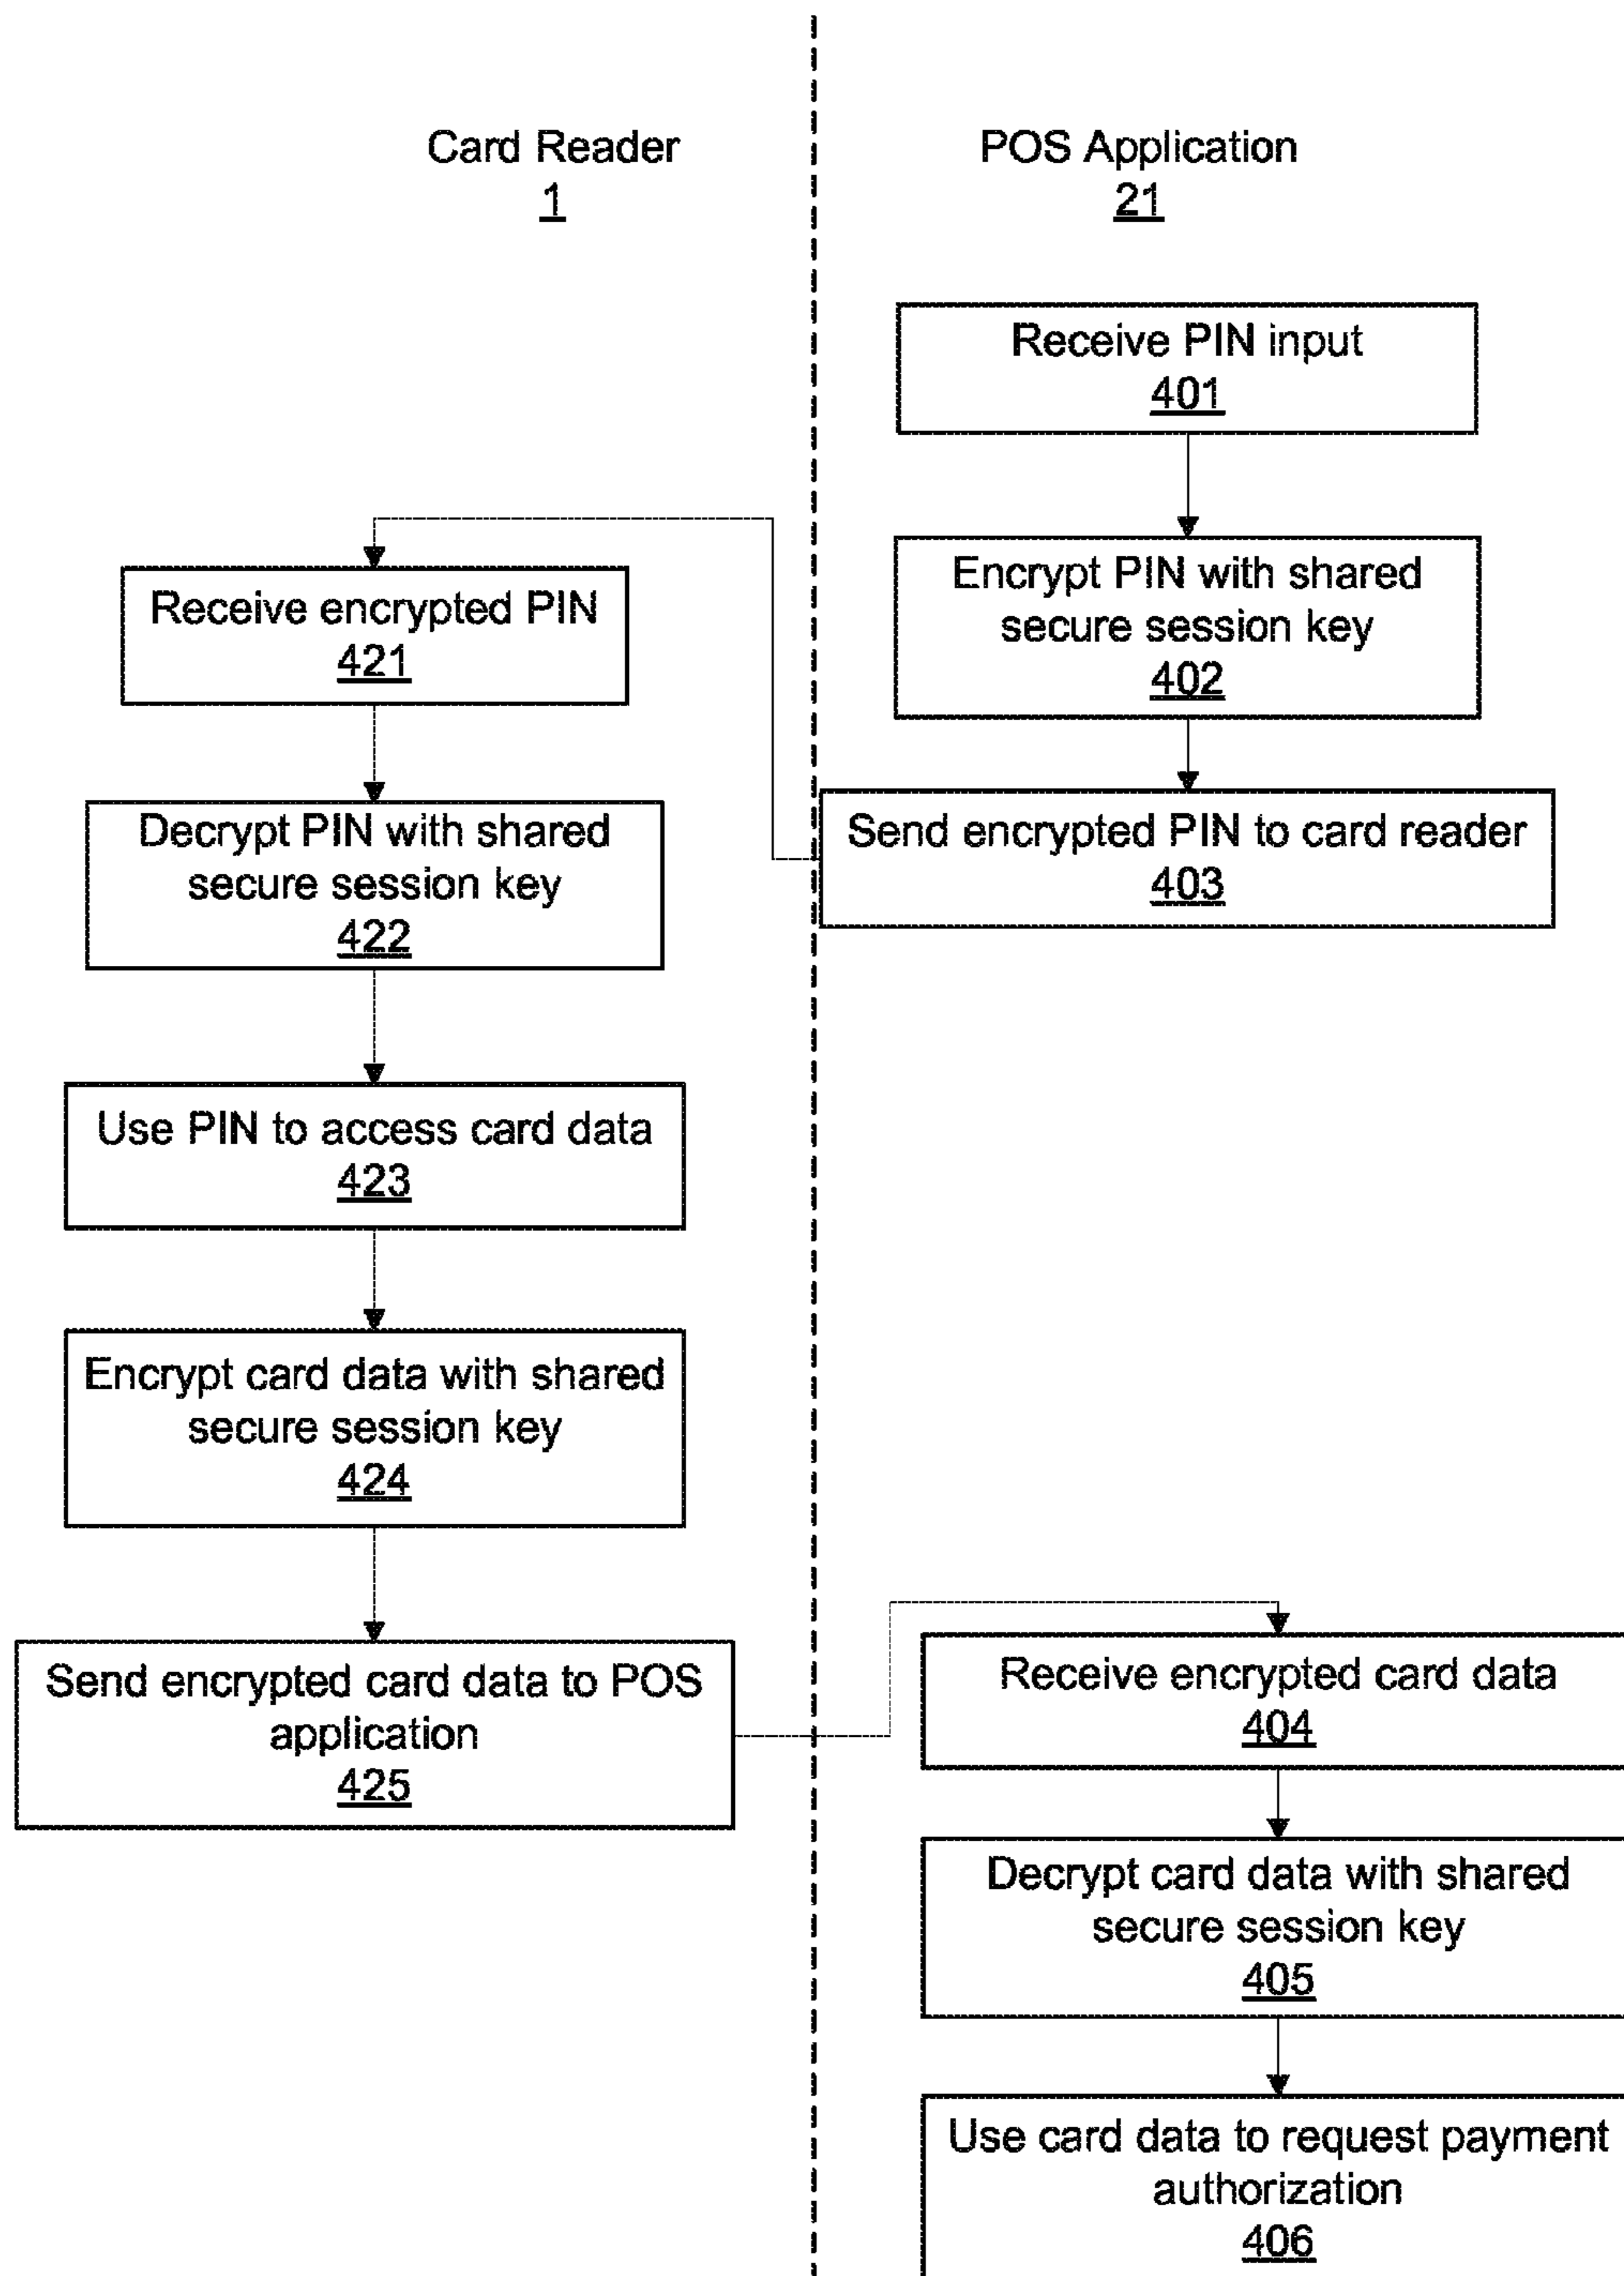 Card Reader
1
POS Application
21
Receive PIN input
401
Encrypt PIN with shared
secure session key
402
Send encrypted PIN to card reader
403
Receive encrypted PIN
421
Decrypt PIN with shared
secure session key
422
Use PIN to access card data
423
Encrypt card data with shared
secure session key
424
Send encrypted card data to POS
application
425
Receive encrypted card data
404
Decrypt card data with shared
secure session key
405
Use card data to request payment
authorization
406